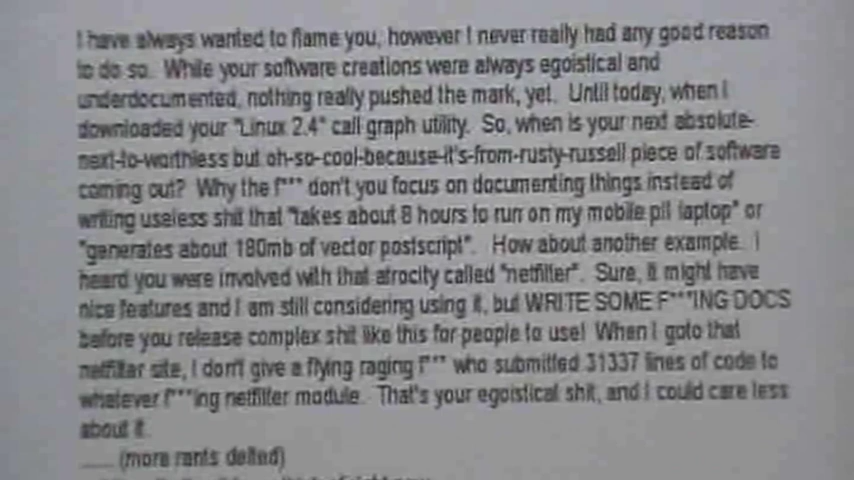 I have always wanted to flame you, however I never really had any good reason
to do so. While your software creations were always egoistical and
underdocumented, nothing really pushed the mark, yet. Until today, when I
downloaded your "Linux 2.4" call graph utility. So, when is your next absolute-
next-to-worthless but oh-so-cool-because-it's-from-rusty-russell piece of software
coming out? Why the f*** don't you focus on documenting things instead of
writing useless shit that "takes about 8 hours to run on my mobile pII laptop" or
"generates about 180mb of vector postscript". How about another example. I
heard you were involved with that atrocity called "netfilter". Sure, it might have
nice features and I am still considering using it, but WRITE SOME F***ING DOCS
before you release complex shit like this for people to use! When I goto that
netfilter site, I don't give a flying raging f*** who submitted 31337 lines of code to
whatever f***ing netfilter module. That's your egoistical shit, and I could care less
about it.
..... (more rants delted)